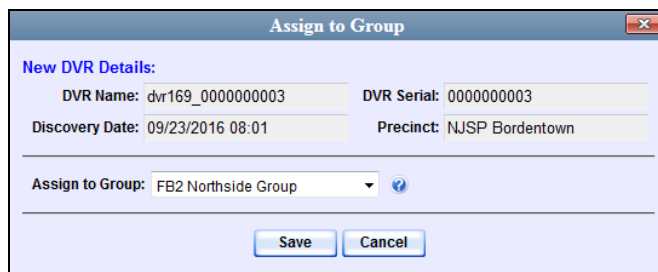 Assign to Group
New DVR Details:
DVR Name: dvr169_0000000003 DVR Serial: 0000000003
Discovery Date: 09/23/2016 08:01 Precinct: NJSP Bordentown
Assign to Group: FB2 Northside Group
Save Cancel